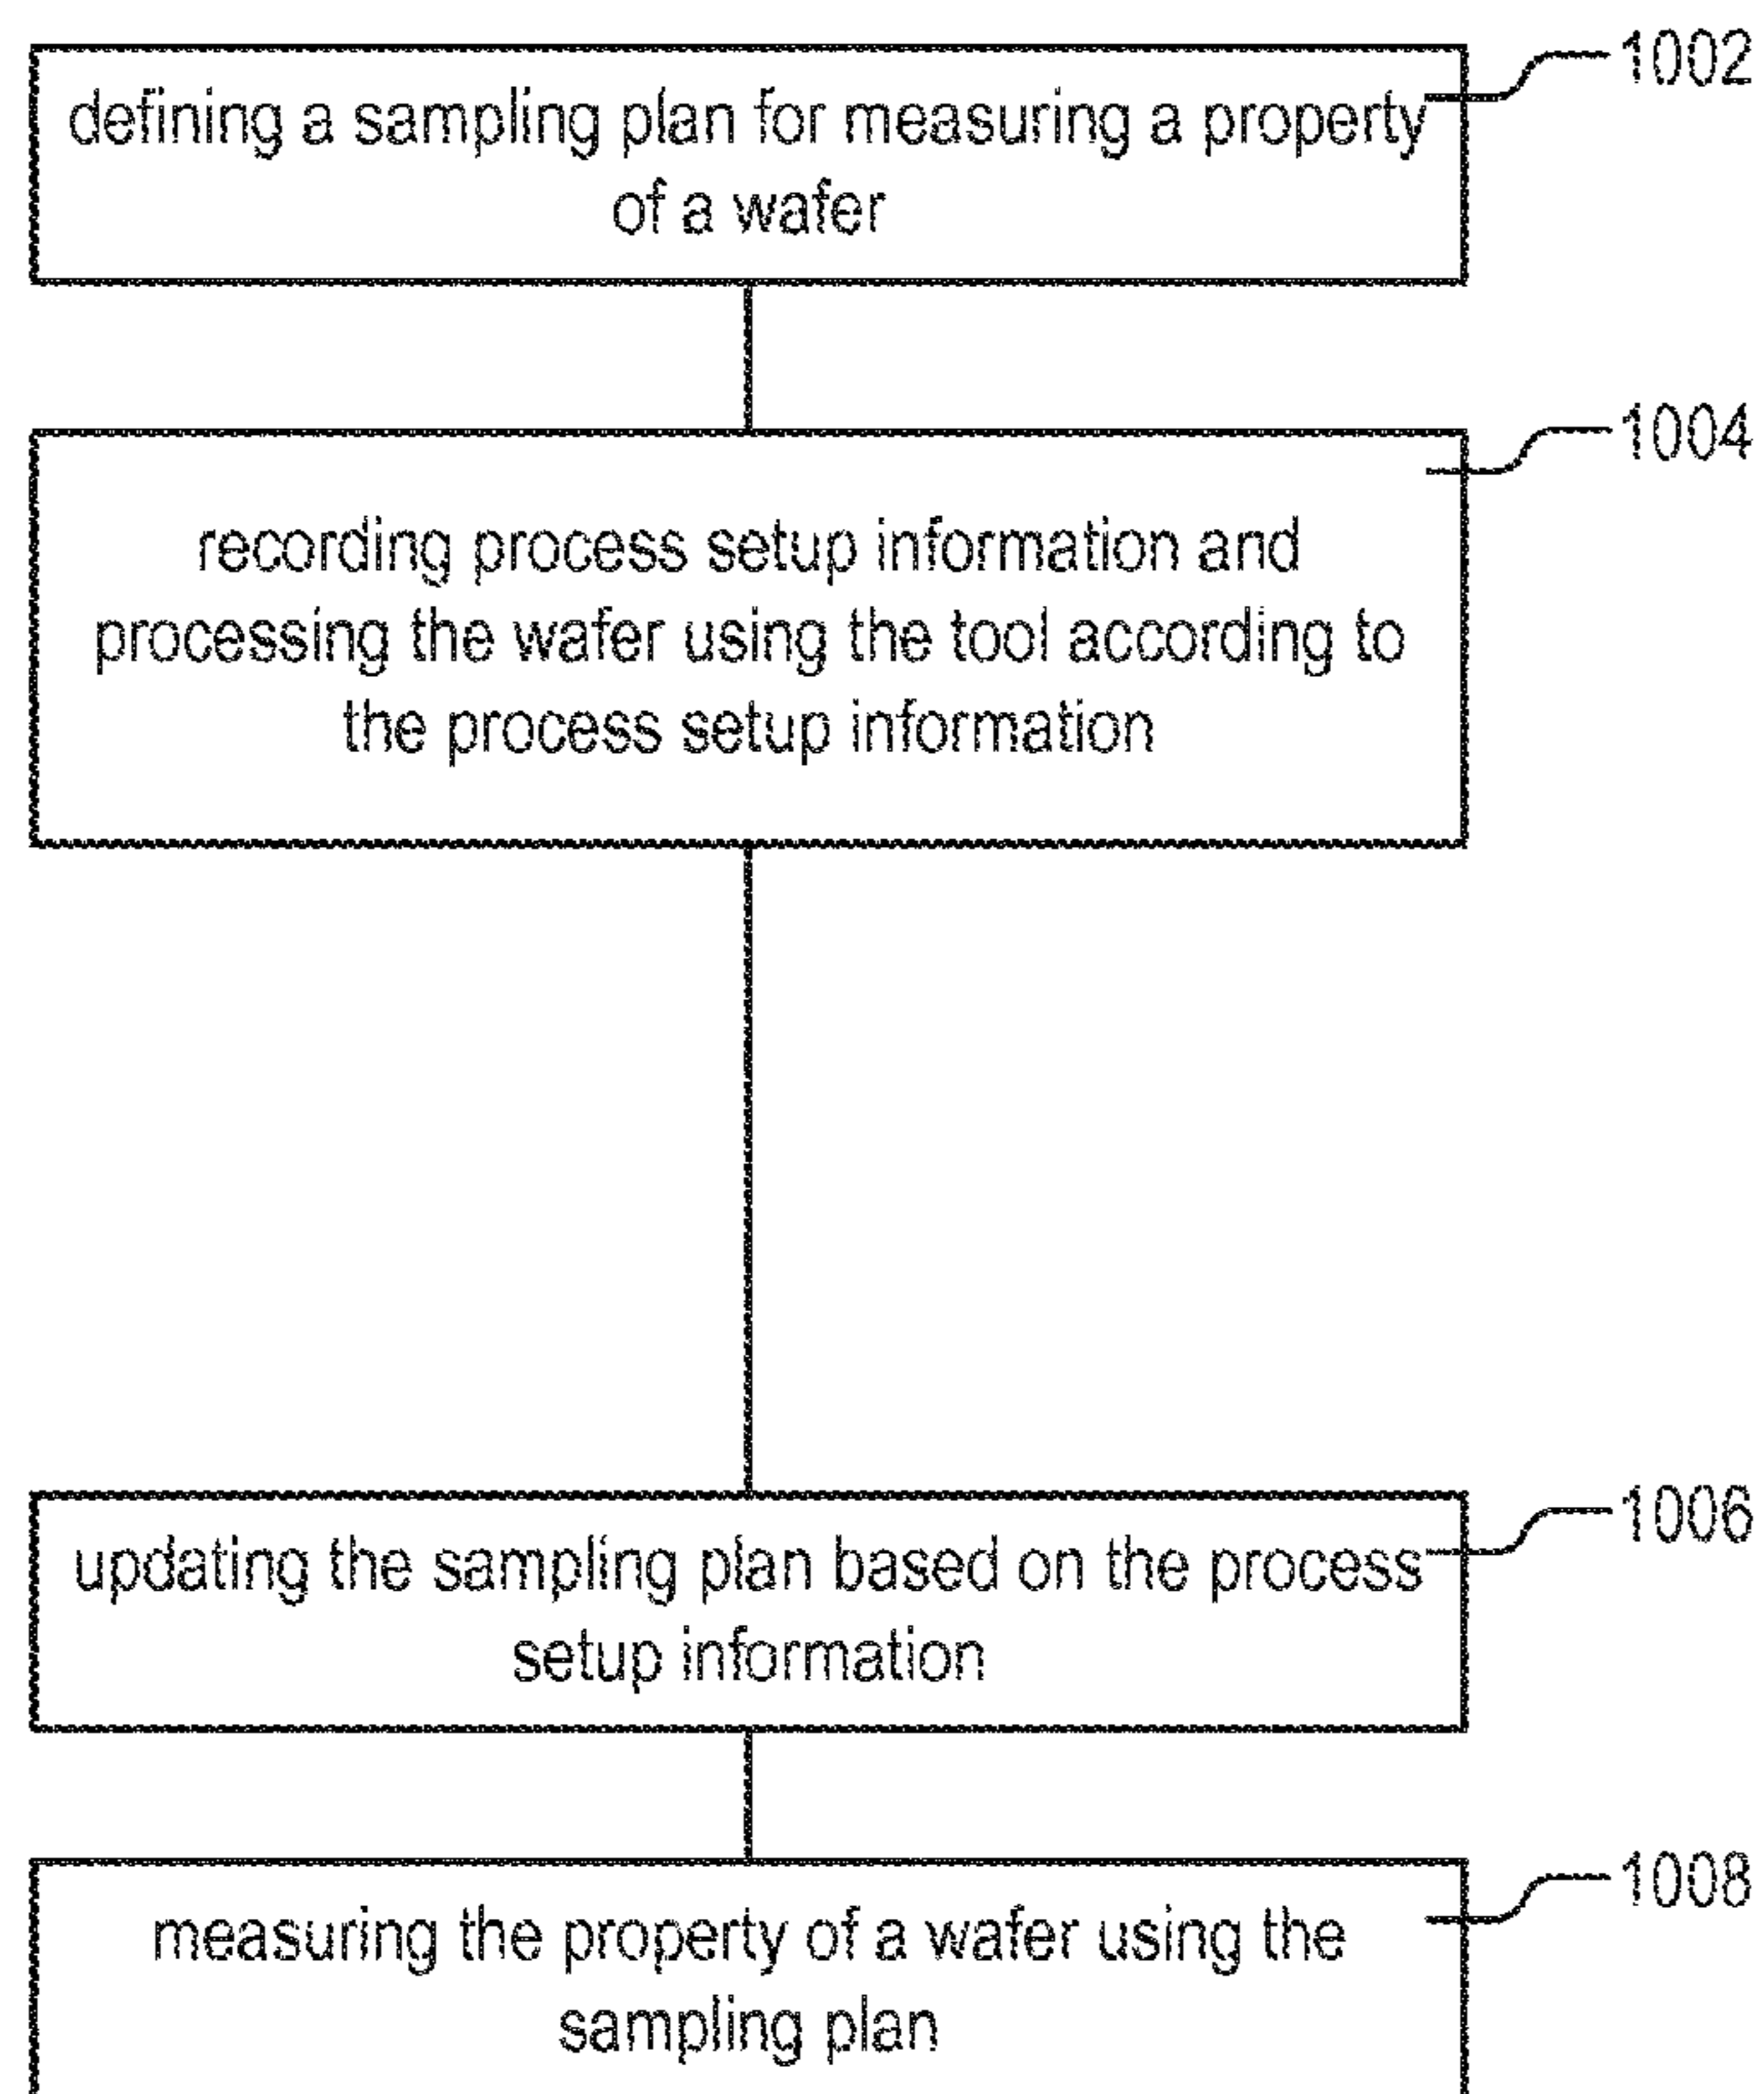 1002
defining a sampling plan for measuring a property
of a wafer
1004
recording process setup information and
processing the wafer using the tool according to
the process setup information
1006
updating the sampling plan based on the process
setup information
1008
measuring the property of a wafer using the
sampling plan